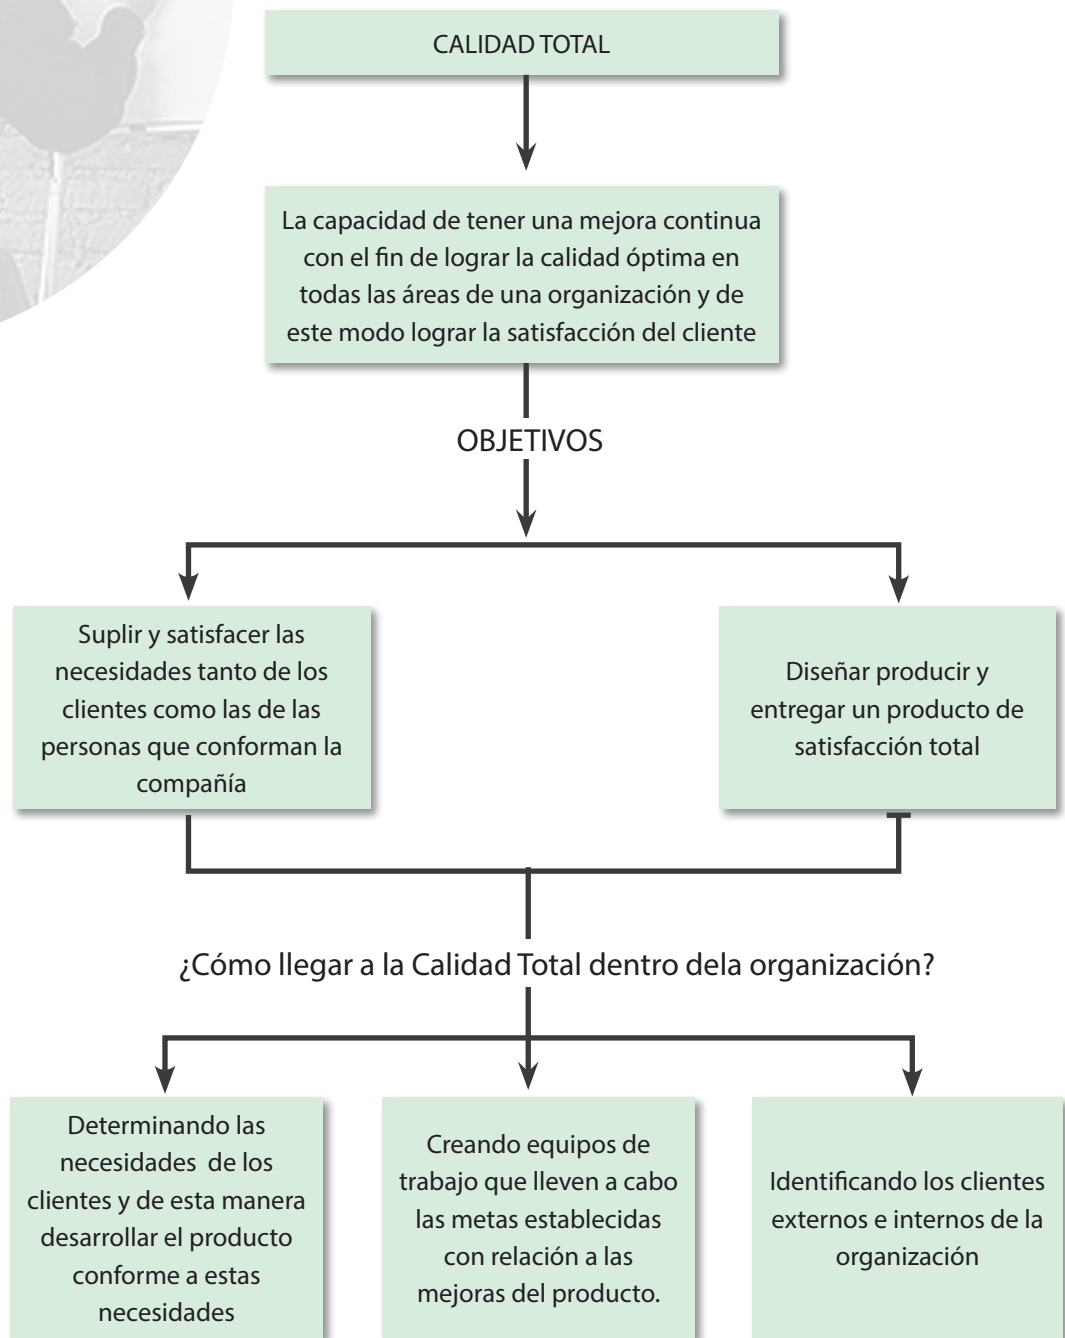 CALIDAD TOTAL
La capacidad de tener una mejora continua
con el fin de lograr la calidad óptima en
todas las áreas de una organización y de
este modo lograr la satisfacción del cliente
OBJETIVOS
Suplir y satisfacer las
necesidades tanto de los
clientes como las de las
personas que conforman la
compañía
Diseñar producir y
entregar un producto de
satisfacción total
¿Cómo llegar a la Calidad Total dentro dela organización?
Determinando las
necesidades de los
clientes y de esta manera
desarrollar el producto
conforme a estas
necesidades
Creando equipos de
trabajo que lleven a cabo
las metas establecidas
con relación a las
mejoras del producto.
Identificando los clientes
externos e internos de la
organización